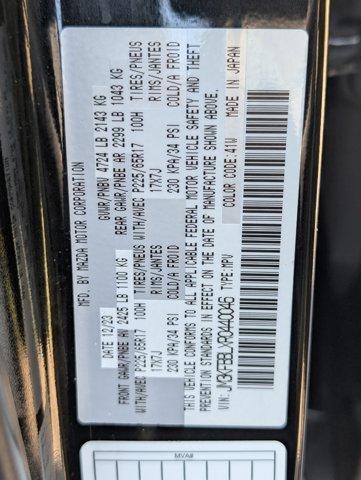 MFD. BY MAZDA MOTOR CORPORATION
DATE 12/23 GVWR/PNBV 4724 LB 2143 KG
FRONT GAWR/PNBE AV 2425 LB 1100 KG REAR GAWR/PNBE AR 2299 LB 1043 KG
WITH/AVEC P225/65R17 100H TIRES/PNEUS WITH/AVEC P225/65R17 100H TIRES/PNEUS
17X7J RIMS/JANTES 17X7J RIMS/JANTES
230 KPA/34 PSI COLD/A FROID 230 KPA/34 PSI COLD/A FROID
THIS VEHICLE CONFORMS TO ALL APPLICABLE FEDERAL MOTOR VEHICLE SAFETY AND THEFT
PREVENTION STANDARDS IN EFFECT ON THE DATE OF MANUFACTURE SHOWN ABOVE.
TYPE:MPV COLOR CODE:41W MADE IN JAPAN
VIN:
MVA#